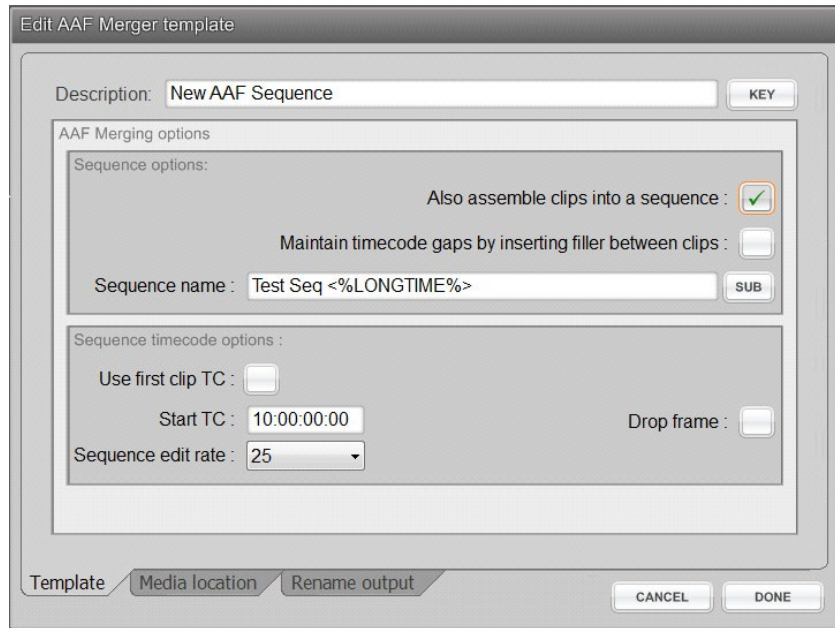 Edit AAF Merger template
Description: New AAF Sequence KEY
AAF Merging options
Sequence options:
Also assemble clips into a sequence :
Maintain timecode gaps by inserting filler between clips :
Sequence name : Test Seq <%LONGTIME%> SUB
Sequence timecode options :
Use first clip TC :
Start TC : 10:00:00:00 Drop frame :
Sequence edit rate : 25
Template Media location Rename output
CANCEL DONE